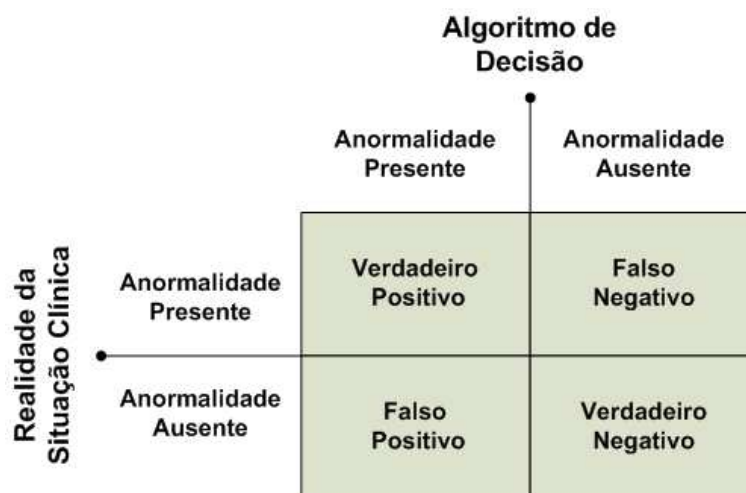 Algoritmo de
Decisão
Anormalidade
Presente
Anormalidade
Ausente
Realidade da
Situação Clínica
Anormalidade
Presente
Verdadeiro
Positivo
Falso
Negativo
Anormalidade
Ausente
Falso
Positivo
Verdadeiro
Negativo